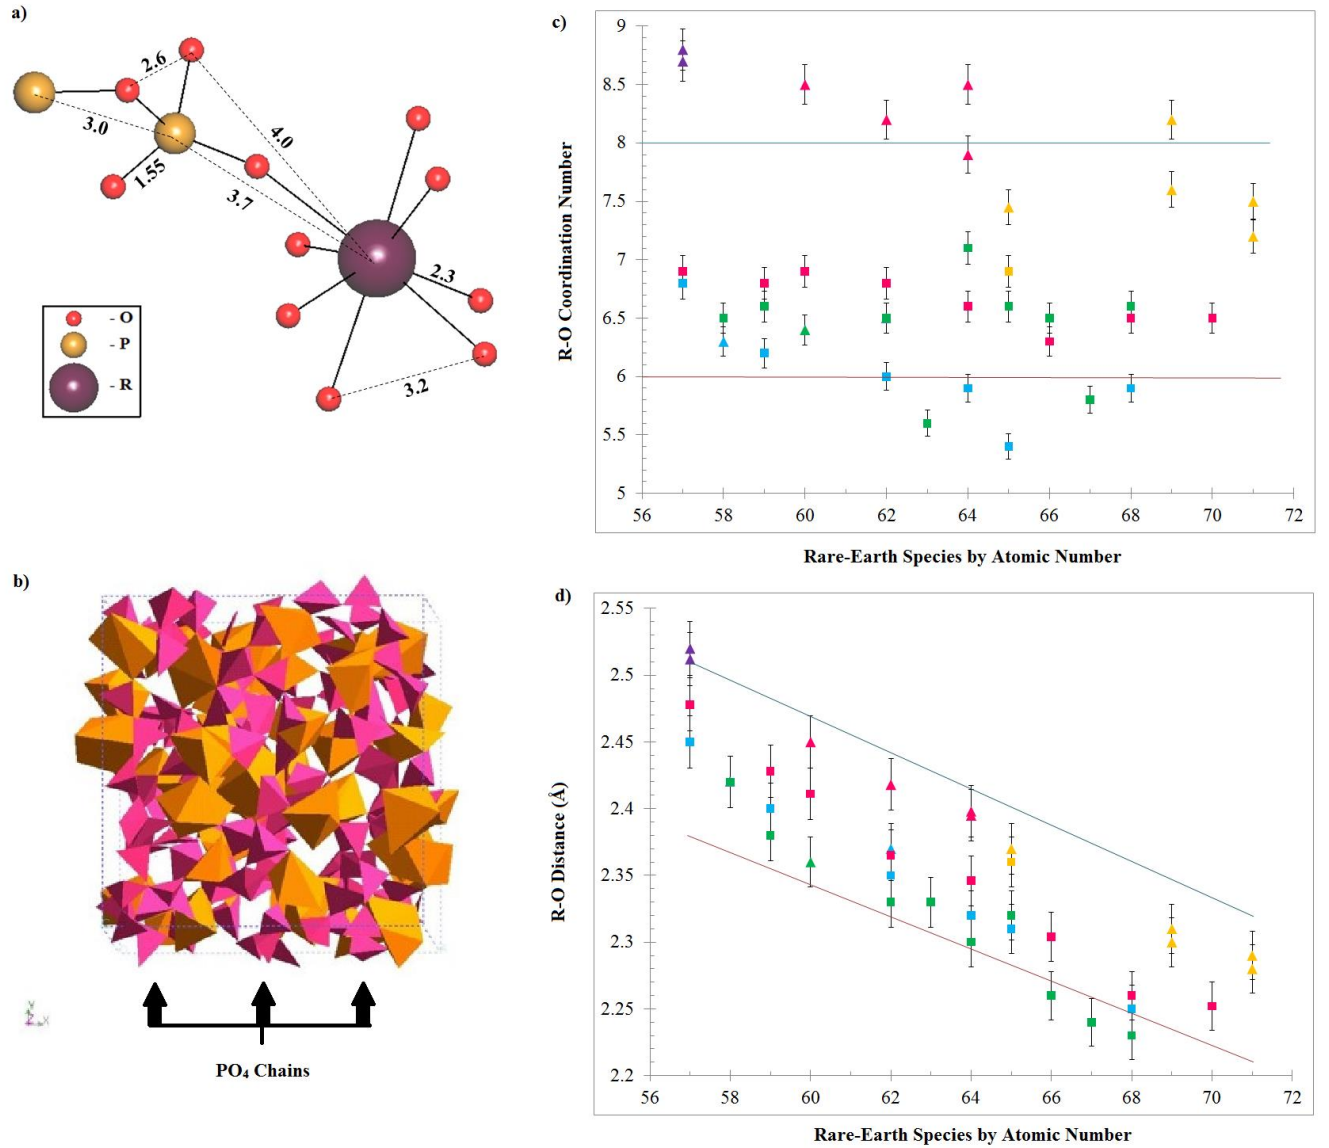 a)
2.6
3.0
1.55
4.0
3.7
2.3
3.2
- O
- P
- R
b)
PO₄ Chains
c)
R-O Coordination Number
9
8.5
8
7.5
7
6.5
6
5.5
5
56 58 60 62 64 66 68 70 72
Rare-Earth Species by Atomic Number
d)
R-O Distance (Å)
2.55
2.5
2.45
2.4
2.35
2.3
2.25
2.2
56 58 60 62 64 66 68 70 72
Rare-Earth Species by Atomic Number